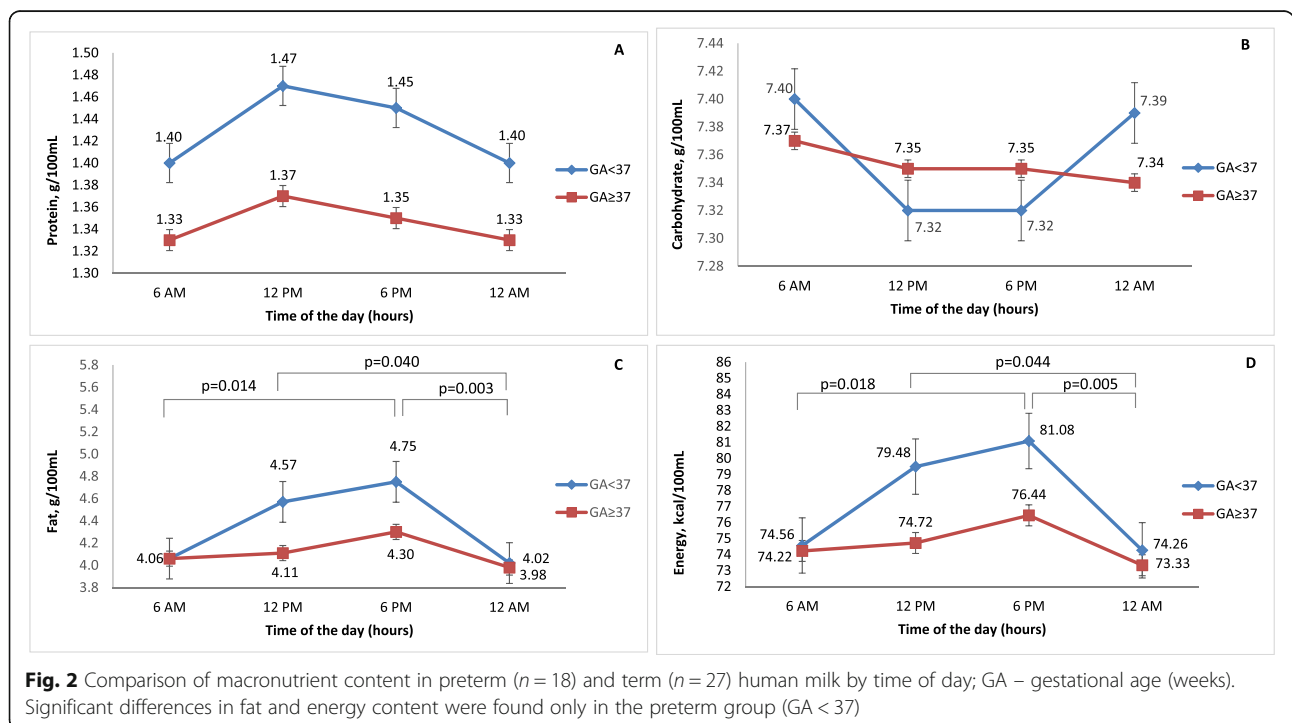 A
Protein, g/100mL
1.50
1.48
1.46
1.44
1.42
1.40
1.38
1.36
1.34
1.32
1.30
1.40
1.47
1.45
1.40
1.33
1.37
1.35
1.33
GA<37
GA≥37
6 AM 12 PM 6 PM 12 AM
Time of the day (hours)
B
Carbohydrate, g/100mL
7.44
7.42
7.40
7.38
7.36
7.34
7.32
7.30
7.28
7.40
7.37
7.35
7.35
7.39
7.34
7.32
7.32
GA<37
GA≥37
6 AM 12 PM 6 PM 12 AM
Time of the day (hours)
C
Fat, g/100mL
5.8
5.6
5.4
5.2
5.0
4.8
4.6
4.4
4.2
4.0
3.8
p=0.040
p=0.014
p=0.003
4.57
4.75
4.06
4.11
4.30
4.02
3.98
GA<37
GA≥37
6 AM 12 PM 6 PM 12 AM
Time of the day (hours)
D
Energy, kcal/100mL
86
85
84
83
82
81
80
79
78
77
76
75
74
73
72
p=0.044
p=0.018
p=0.005
79.48
81.08
74.56
74.22
74.72
76.44
74.26
73.33
GA<37
GA≥37
6 AM 12 PM 6 PM 12 AM
Time of the day (hours)
Fig. 2 Comparison of macronutrient content in preterm (n = 18) and term (n = 27) human milk by time of day; GA – gestational age (weeks).
Significant differences in fat and energy content were found only in the preterm group (GA < 37)